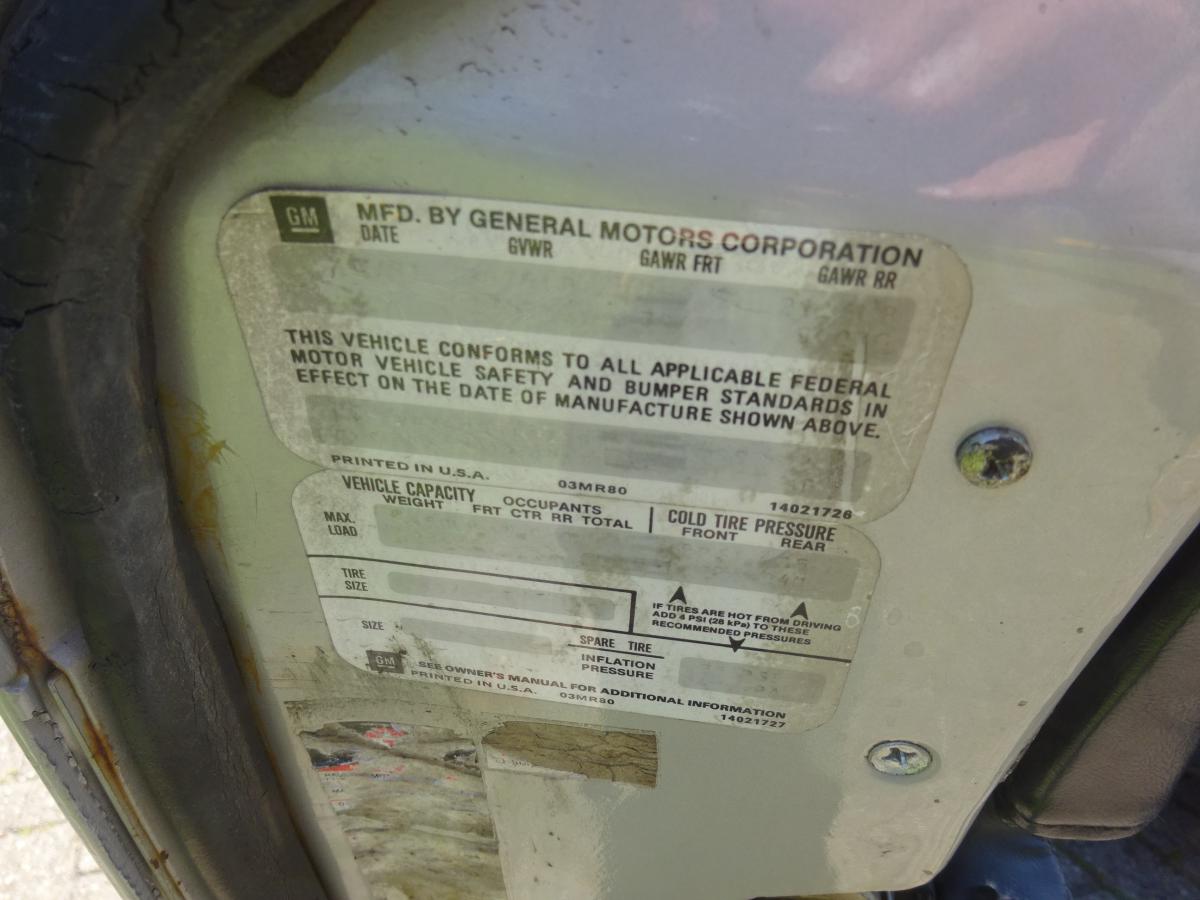 GM
MFD. BY GENERAL MOTORS CORPORATION
DATE GVWR GAWR FRT GAWR RR
THIS VEHICLE CONFORMS TO ALL APPLICABLE FEDERAL
MOTOR VEHICLE SAFETY AND BUMPER STANDARDS IN
EFFECT ON THE DATE OF MANUFACTURE SHOWN ABOVE.
PRINTED IN U.S.A. 03MR80 14021726
VEHICLE CAPACITY
WEIGHT
OCCUPANTS
FRT CTR RR TOTAL
COLD TIRE PRESSURE
FRONT REAR
MAX.
LOAD
TIRE
SIZE
IF TIRES ARE HOT FROM DRIVING
ADD 4 PSI (28 kPa) TO THESE
RECOMMENDED PRESSURES
SIZE
SPARE TIRE
INFLATION
PRESSURE
GM
SEE OWNER'S MANUAL FOR ADDITIONAL INFORMATION
PRINTED IN U.S.A. 03MR80 14021727